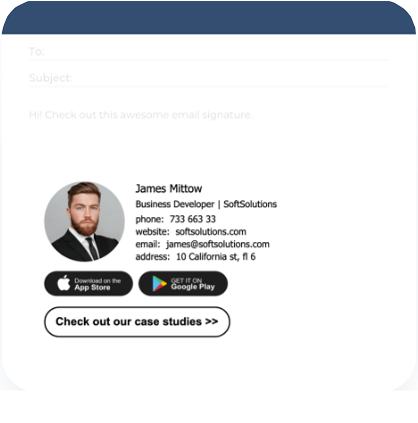 To:
Subject:
Hi! Check out this awesome email signature.
James Mittow
Business Developer | SoftSolutions
phone: 733 663 33
website: softsolutions.com
email: james@softsolutions.com
address: 10 California st, fl 6
Download on the
App Store
GET IT ON
Google Play
Check out our case studies >>